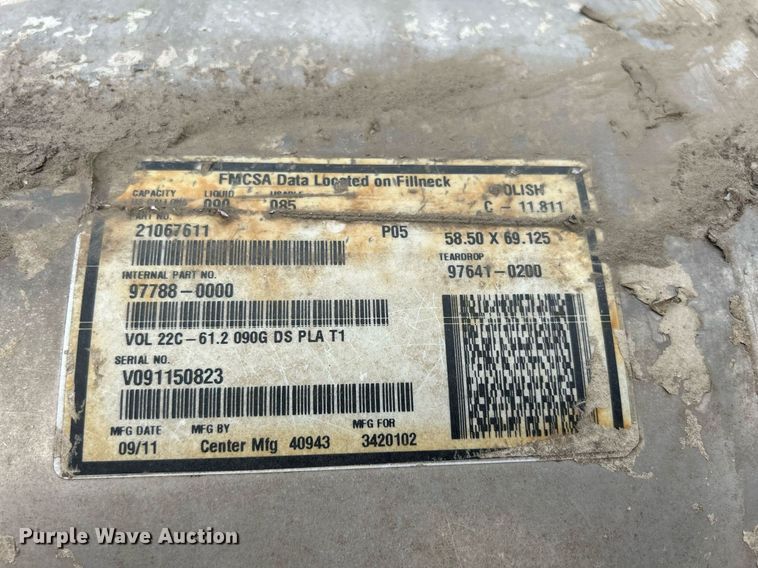 FMCSA Data Located on Fillneck
CAPACITY LIQUID USABLE POLISH
US GALLONS 090 085 C - 11.811
PART NO.
21067611 P05 58.50 X 69.125
TEARDROP
INTERNAL PART NO. 97641-0200
97788-0000
VOL 22C-61.2 090G DS PLA T1
SERIAL NO.
V091150823
MFG DATE MFG BY MFG FOR
09/11 Center Mfg 40943 3420102
Purple Wave Auction